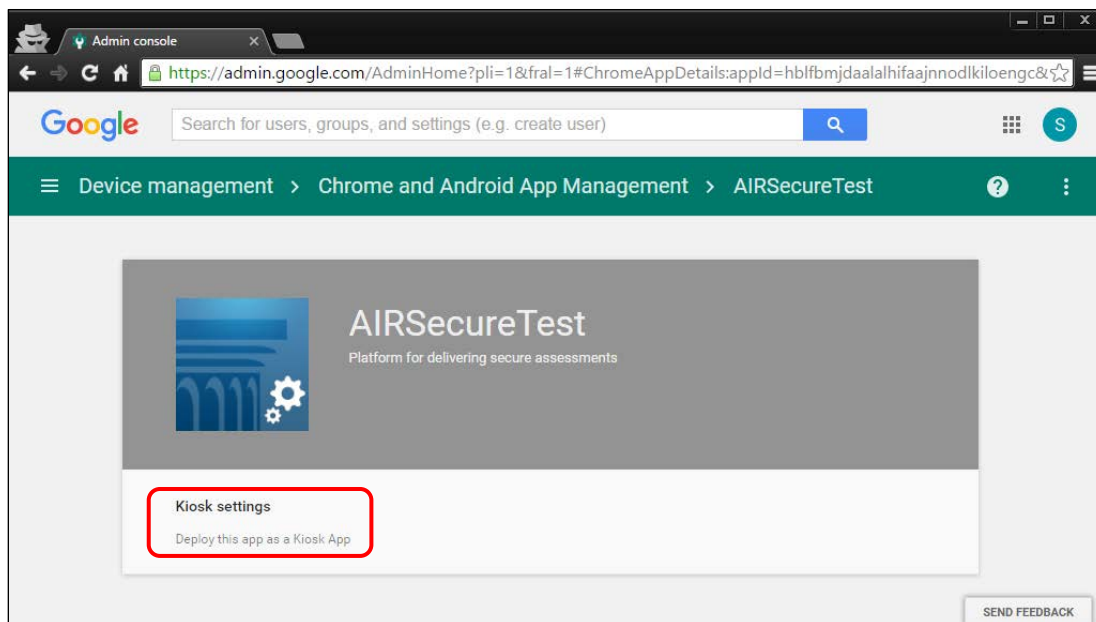 Admin console
https://admin.google.com/AdminHome?pli=1&fral=1#ChromeAppDetails:appId=hblfbmjdaalalhifaajnnodlkiloengc&
Google Search for users, groups, and settings (e.g. create user) S
Device management > Chrome and Android App Management > AIRSecureTest
AIRSecureTest
Platform for delivering secure assessments
Kiosk settings
Deploy this app as a Kiosk App
SEND FEEDBACK